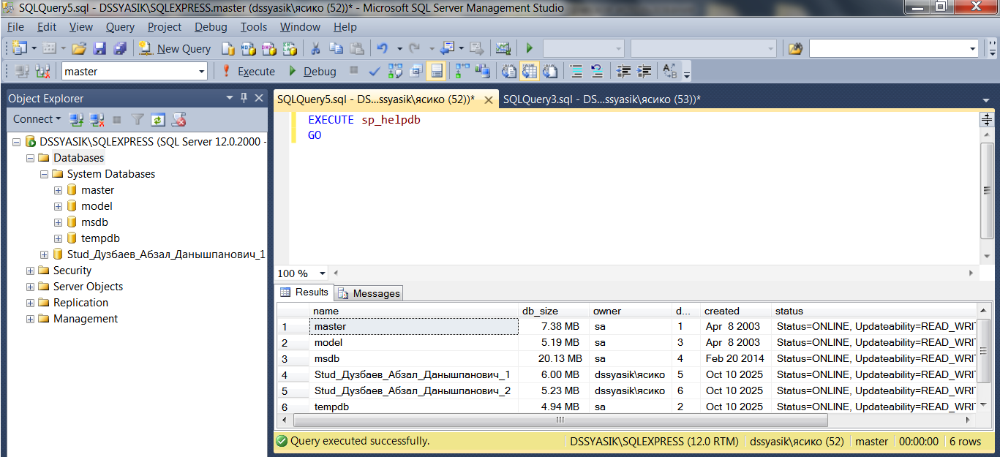 SQLQuery5.sql - DSSYASIK\SQLEXPRESS.master (dssyasik\ясико (52))* - Microsoft SQL Server Management Studio
File Edit View Query Project Debug Tools Window Help
New Query
master Execute Debug
Object Explorer
Connect
DSSYASIK\SQLEXPRESS (SQL Server 12.0.2000 -
Databases
System Databases
master
model
msdb
tempdb
Stud_Дузбаев_Абзал_Данышпанович_1
Security
Server Objects
Replication
Management
SQLQuery5.sql - DS...ssyasik\ясико (52))* SQLQuery3.sql - DS...ssyasik\ясико (53))*
EXECUTE sp_helpdb
GO
100 %
Results Messages
name db_size owner d... created status
1 master 7.38 MB sa 1 Apr 8 2003 Status=ONLINE, Updateability=READ_WRI
2 model 5.19 MB sa 3 Apr 8 2003 Status=ONLINE, Updateability=READ_WRI
3 msdb 20.13 MB sa 4 Feb 20 2014 Status=ONLINE, Updateability=READ_WRI
4 Stud_Дузбаев_Абзал_Данышпанович_1 6.00 MB dssyasik\ясико 5 Oct 10 2025 Status=ONLINE, Updateability=READ_WRI
5 Stud_Дузбаев_Абзал_Данышпанович_2 5.23 MB dssyasik\ясико 6 Oct 10 2025 Status=ONLINE, Updateability=READ_WRI
6 tempdb 4.94 MB sa 2 Oct 10 2025 Status=ONLINE, Updateability=READ_WRI
Query executed successfully. DSSYASIK\SQLEXPRESS (12.0 RTM) dssyasik\ясико (52) master 00:00:00 6 rows